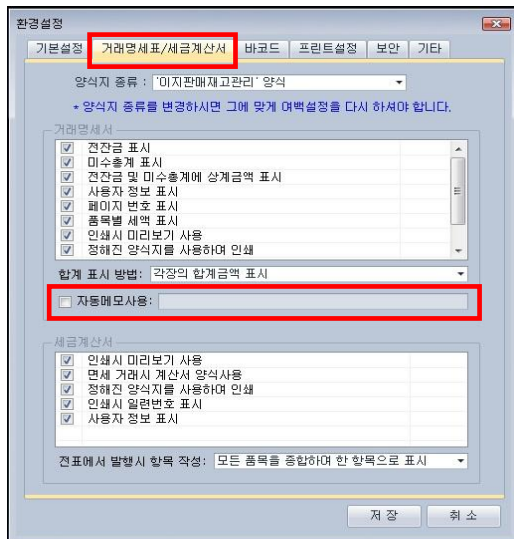 환경설정
기본설정 거래명세표/세금계산서 바코드 프린트설정 보안 기타
양식지 종류 : '이지판매재고관리' 양식
* 양식지 종류를 변경하시면 그에 맞게 여백설정을 다시 하셔야 합니다.
거래명세서
전잔금 표시
미수총계 표시
전잔금 및 미수총계에 상계금액 표시
사용자 정보 표시
페이지 번호 표시
품목별 세액 표시
인쇄시 미리보기 사용
정해진 양식지를 사용하여 인쇄
합계 표시 방법: 각장의 합계금액 표시
자동메모사용:
세금계산서
인쇄시 미리보기 사용
면세 거래시 계산서 양식사용
정해진 양식지를 사용하여 인쇄
인쇄시 일련번호 표시
사용자 정보 표시
전표에서 발행시 항목 작성: 모든 품목을 종합하여 한 항목으로 표시
저 장 취 소